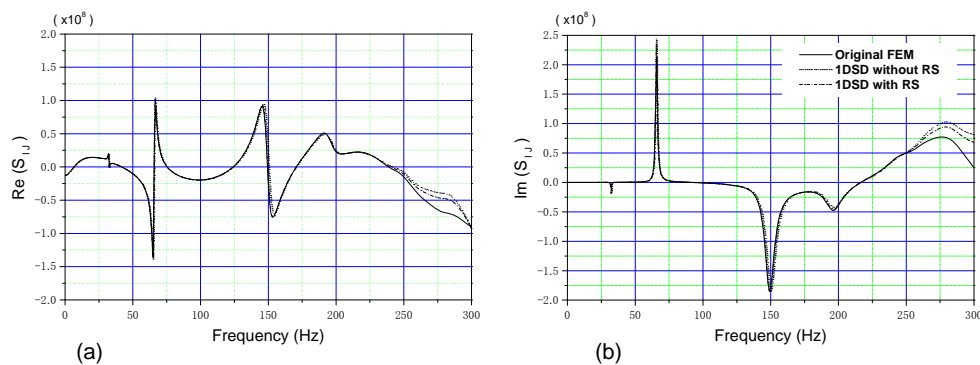 ( x10⁸ )
2.0
1.5
1.0
0.5
0.0
−0.5
−1.0
−1.5
−2.0
Re (S I J )
0 50 100 150 200 250 300
Frequency (Hz)
(a)
( x10⁸ )
2.5
2.0
1.5
1.0
0.5
0.0
−0.5
−1.0
−1.5
−2.0
Im (S I J )
Original FEM
1DSD without RS
1DSD with RS
0 50 100 150 200 250 300
Frequency (Hz)
(b)